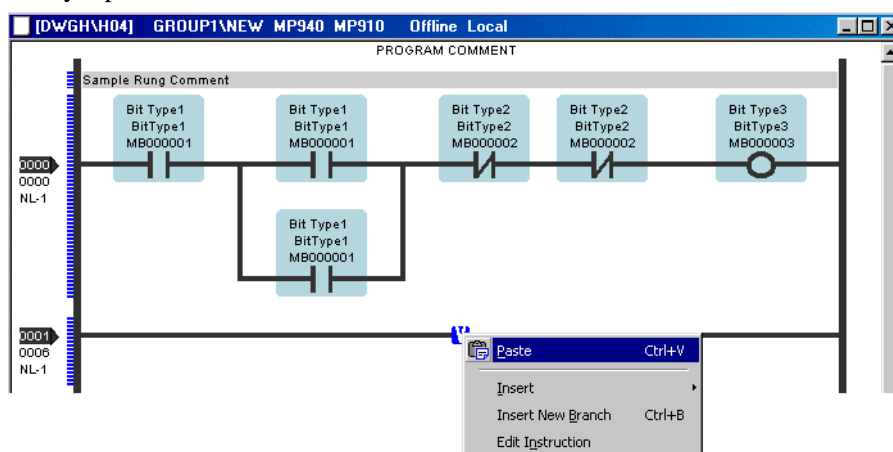 [DWGH\H04] GROUP1\NEW MP940 MP910 Offline Local
PROGRAM COMMENT
Sample Rung Comment
Bit Type1 Bit Type1 Bit Type2 Bit Type2 Bit Type3
BitType1 BitType1 BitType2 BitType2 BitType3
MB000001 MB000001 MB000002 MB000002 MB000003
0000
0000
NL-1
Bit Type1
BitType1
MB000001
0001
0006
NL-1
Paste Ctrl+V
Insert
Insert New Branch Ctrl+B
Edit Instruction